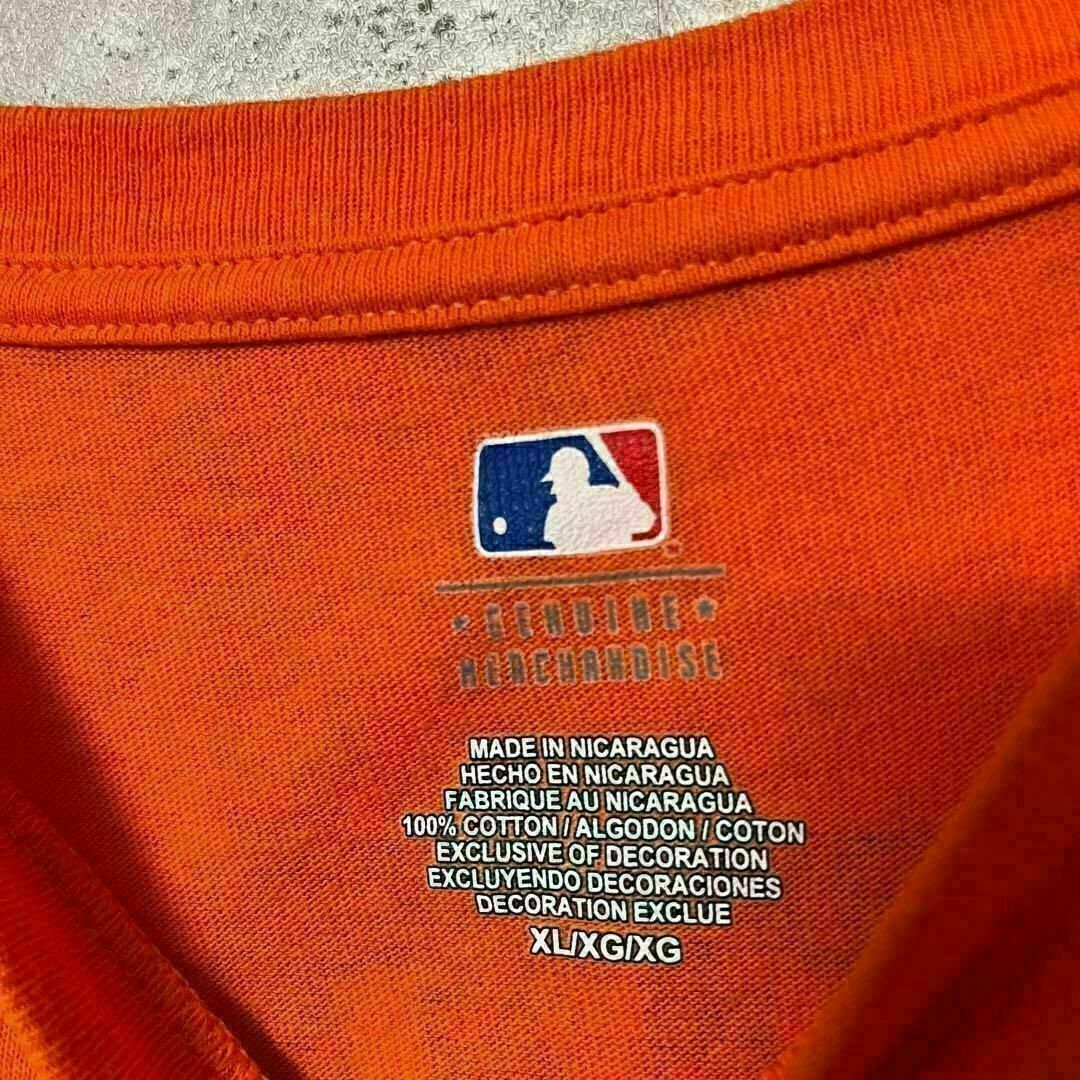 * GENUINE *
MERCHANDISE
MADE IN NICARAGUA
HECHO EN NICARAGUA
FABRIQUE AU NICARAGUA
100% COTTON / ALGODON / COTON
EXCLUSIVE OF DECORATION
EXCLUYENDO DECORACIONES
DECORATION EXCLUE
XL/XG/XG